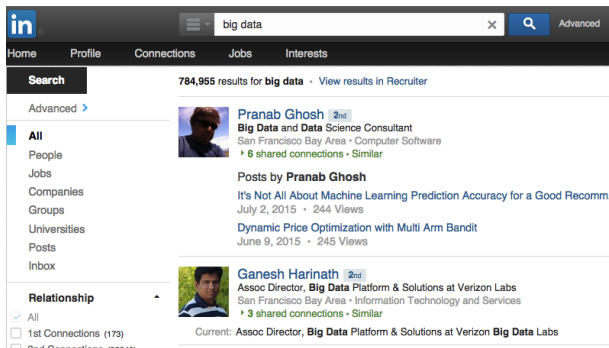 in
big data
Advanced
Home Profile Connections Jobs Interests
Search
Advanced >
All
People
Jobs
Companies
Groups
Universities
Posts
Inbox
Relationship
All
1st Connections (173)
2nd Connections
784,955 results for big data • View results in Recruiter
Pranab Ghosh 2nd
Big Data and Data Science Consultant
San Francisco Bay Area • Computer Software
6 shared connections • Similar
Posts by Pranab Ghosh
It's Not All About Machine Learning Prediction Accuracy for a Good Recomm
July 2, 2015 • 244 Views
Dynamic Price Optimization with Multi Arm Bandit
June 9, 2015 • 245 Views
Ganesh Harinath 2nd
Assoc Director, Big Data Platform & Solutions at Verizon Labs
San Francisco Bay Area • Information Technology and Services
3 shared connections • Similar
Current: Assoc Director, Big Data Platform & Solutions at Verizon Big Data Labs